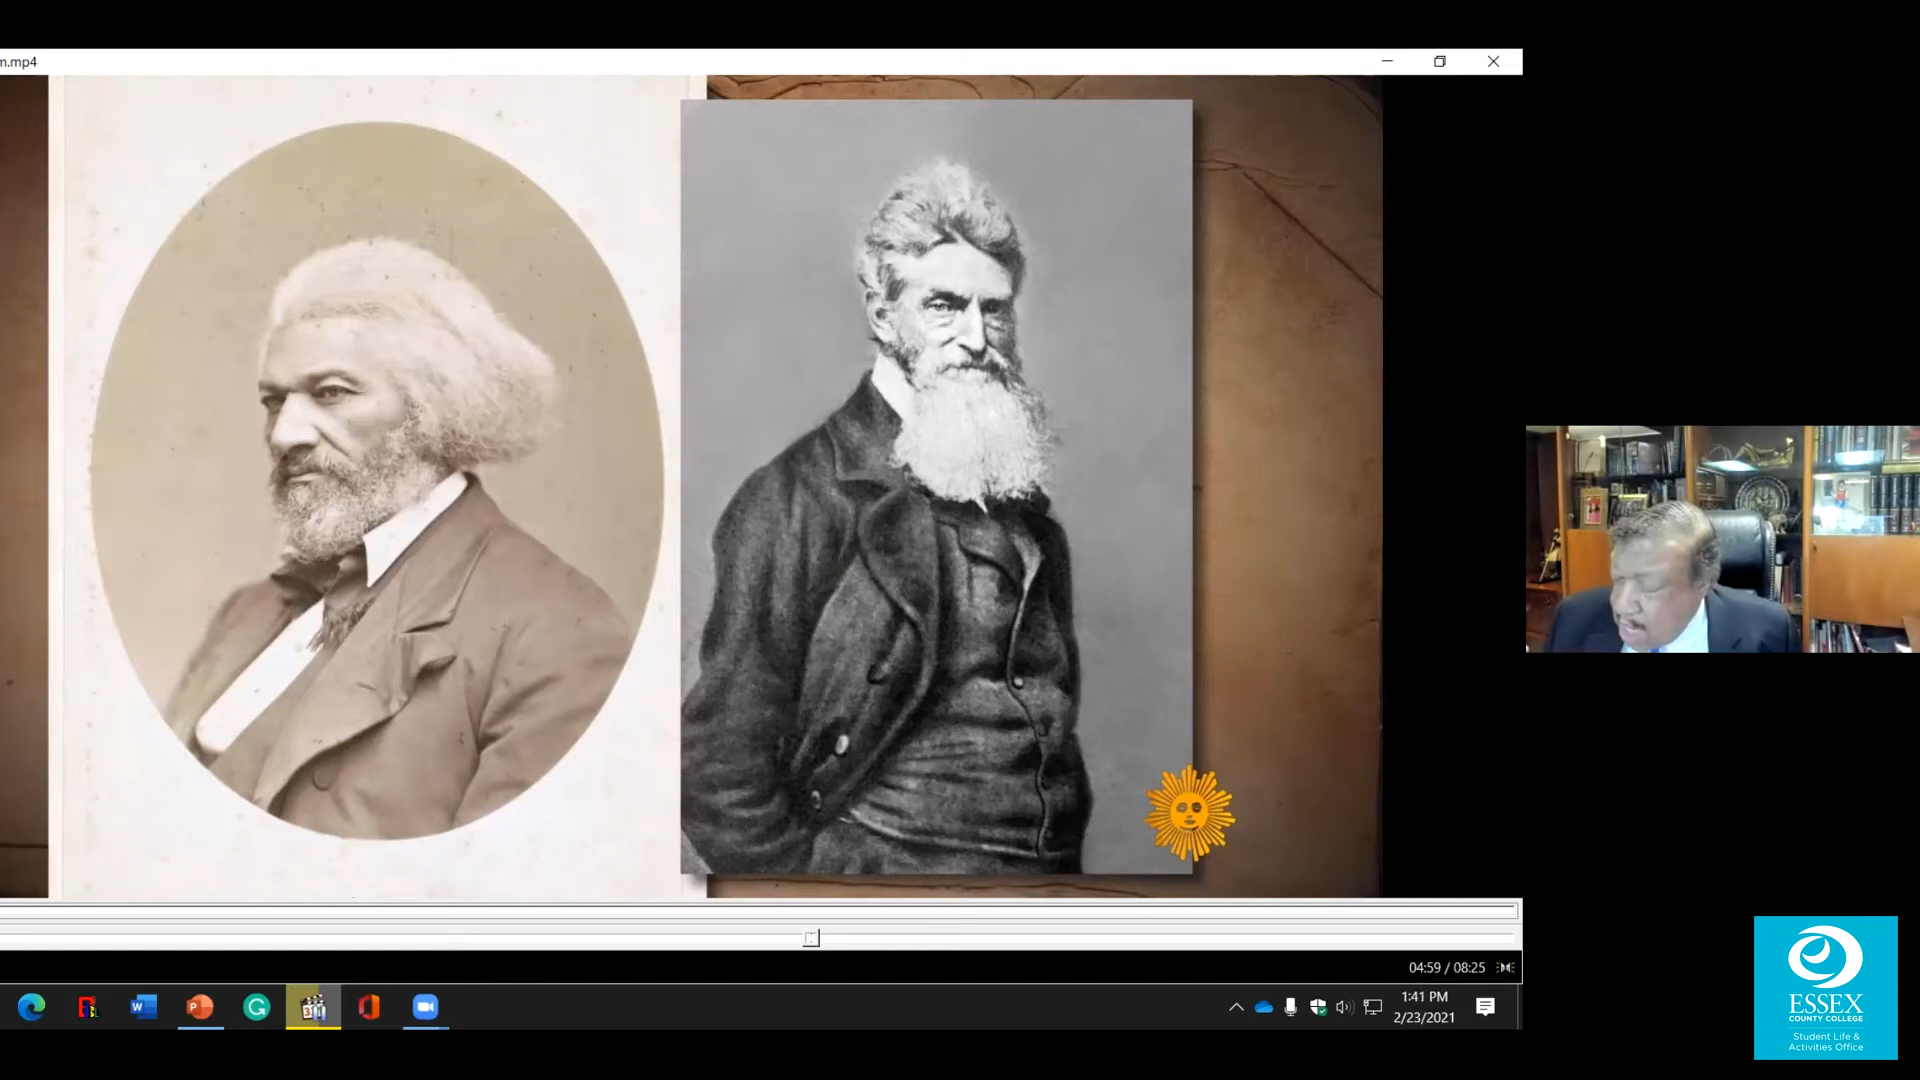 m.mp4
04:59 / 08:25
1:41 PM
2/23/2021
ESSEX
COUNTY COLLEGE
Student Life &
Activities Office